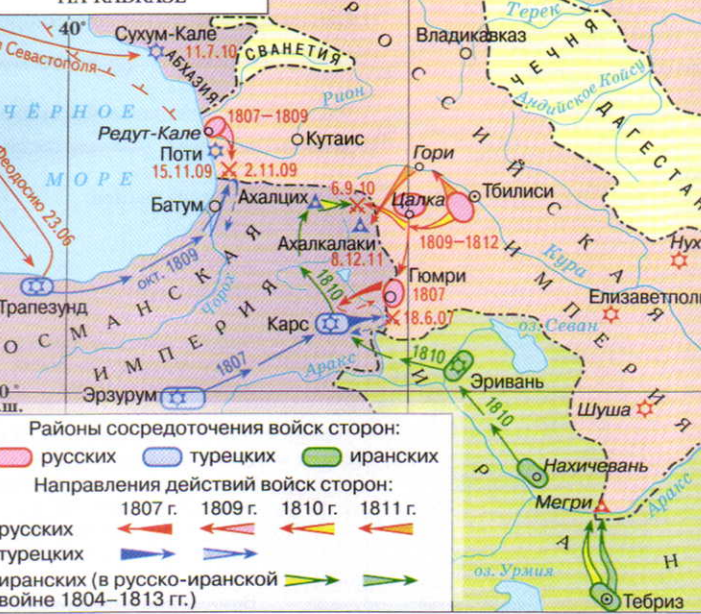 НА КАВКАЗЕ
40°
Сухум-Кале
11.7.10
АБХАЗИЯ
СВАНЕТИЯ
Владикавказ
Терек
ЧЕЧНЯ
Андийское Койсу
ДАГЕСТАН
Севастополя
ЧЁРНОЕ
МОРЕ
Рион
1807–1809
Редут-Кале
Кутаис
Поти
15.11.09
2.11.09
Феодосию 23.06
РОССИЙСКАЯ
ИМПЕРИЯ
Гори
6.9.10
Ахалцих
Цалка
Тбилиси
Батум
Ахалкалаки
8.12.11
1809–1812
Нух
Кура
окт. 1809
Гюмри
1807
1810
Трапезунд
Чорох
Елизаветполь
ОСМАНСКАЯ
ИМПЕРИЯ
Карс
18.6.07
оз. Севан
1807
Аракс
1810
Эривань
Эрзурум
0°
ш.
1810
Шуша
ИРАН
Нахичевань
Мегри
Аракс
оз. Урмия
Тебриз
Районы сосредоточения войск сторон:
русских
турецких
иранских
Направления действий войск сторон:
1807 г.
1809 г.
1810 г.
1811 г.
русских
турецких
иранских (в русско-иранской
войне 1804–1813 гг.)